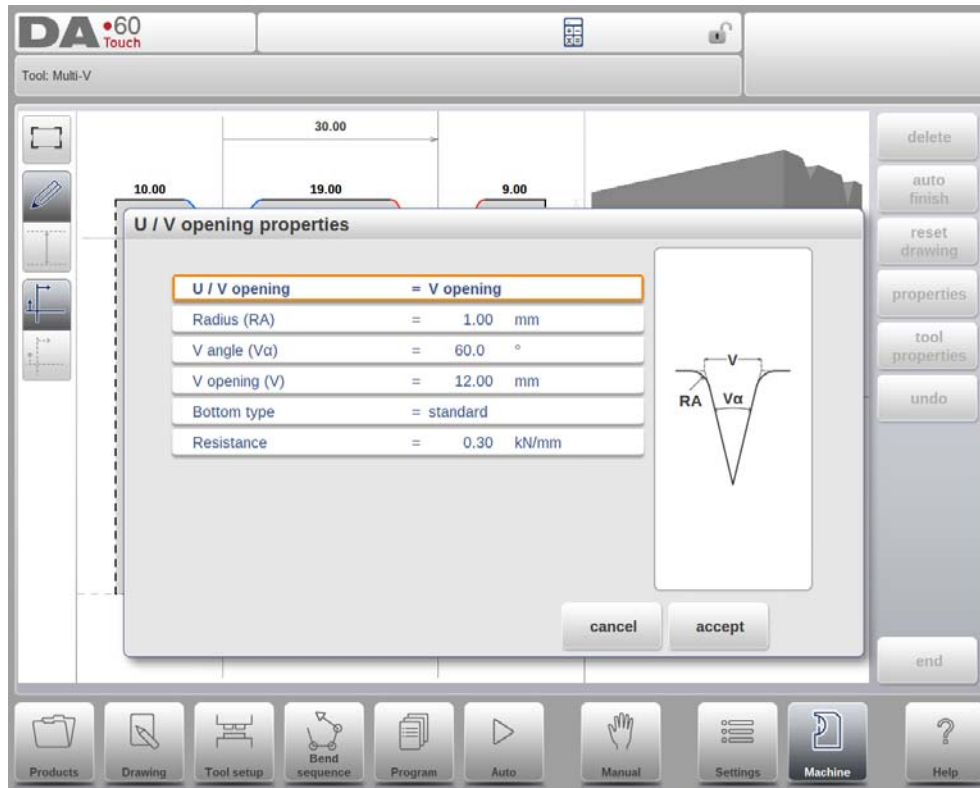 DA•60
Touch
Tool: Multi-V
30.00
10.00
19.00
9.00
delete
auto
finish
reset
drawing
properties
tool
properties
undo
end
U / V opening properties
U / V opening = V opening
Radius (RA) = 1.00 mm
V angle (Vα) = 60.0 °
V opening (V) = 12.00 mm
Bottom type = standard
Resistance = 0.30 kN/mm
V
RA Vα
cancel accept
Products
Drawing
Tool setup
Bend
sequence
Program
Auto
Manual
Settings
Machine
Help